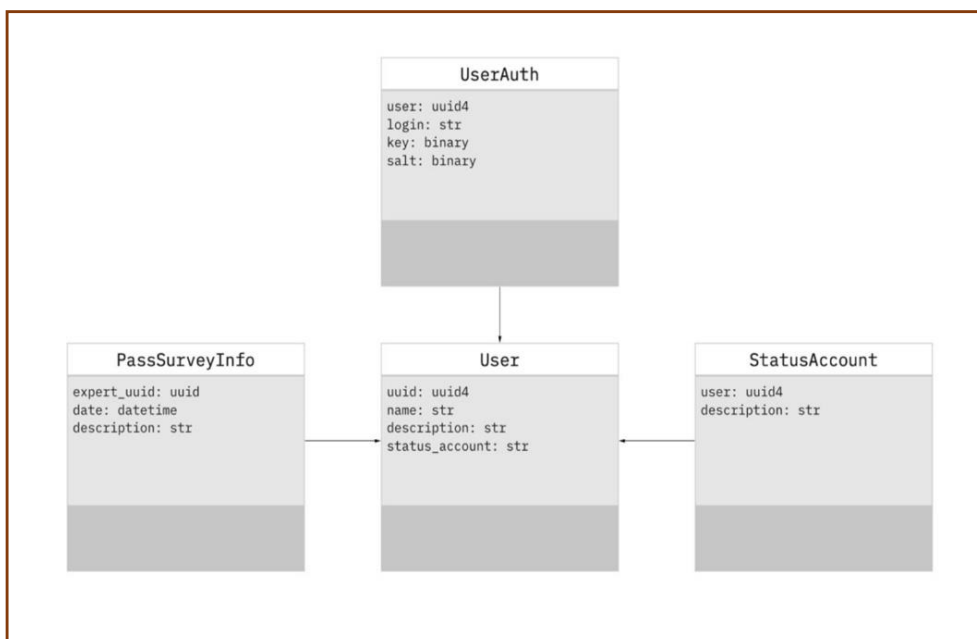 UserAuth
user: uuid4
login: str
key: binary
salt: binary
PassSurveyInfo
expert_uuid: uuid
date: datetime
description: str
User
uuid: uuid4
name: str
description: str
status_account: str
StatusAccount
user: uuid4
description: str